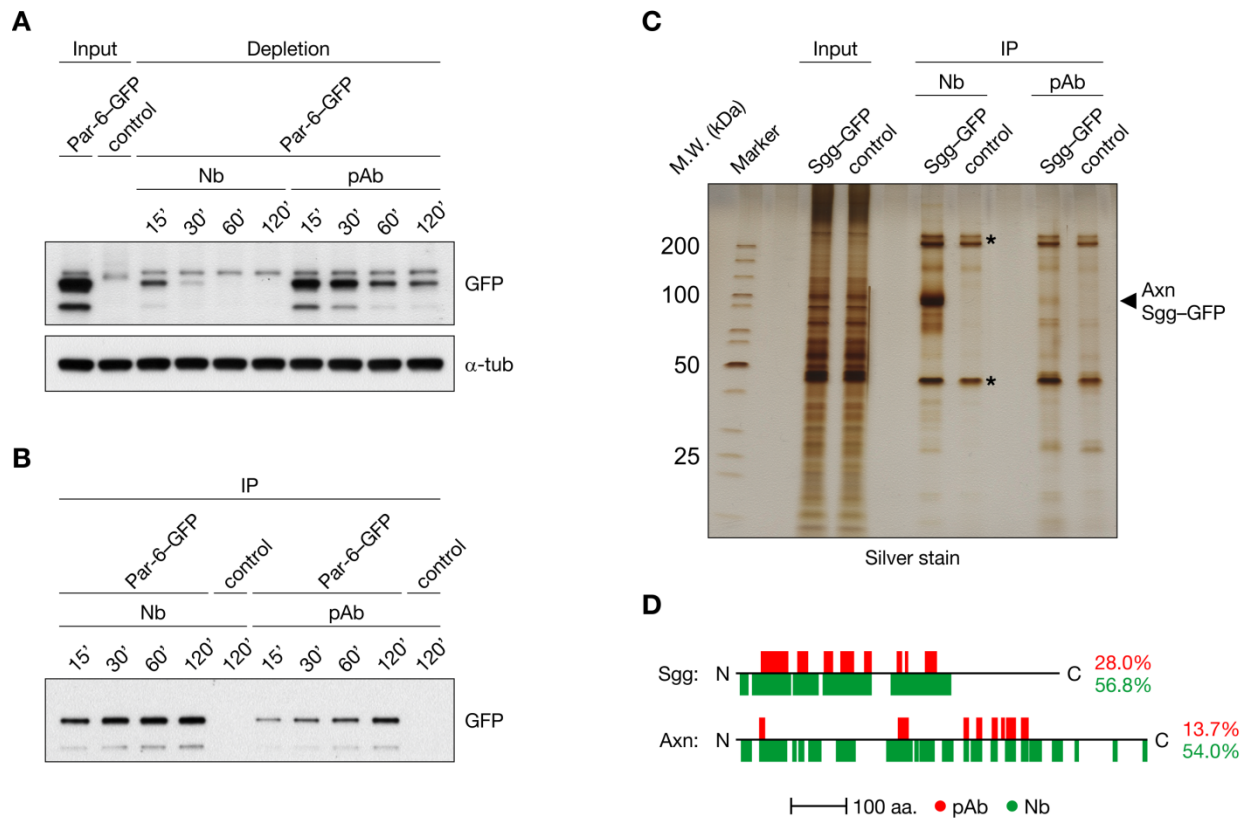 A
Input Depletion
Par-6–GFP control Par-6–GFP
Nb pAb
15’ 30’ 60’ 120’ 15’ 30’ 60’ 120’
GFP
α-tub
B
IP
Par-6–GFP control Par-6–GFP control
Nb pAb
15’ 30’ 60’ 120’ 120’ 15’ 30’ 60’ 120’ 120’
GFP
C
Input IP
Nb pAb
M.W. (kDa) Marker Sgg–GFP control Sgg–GFP control Sgg–GFP control
200 *
100 Axn
Sgg–GFP
50
*
25
Silver stain
D
Sgg: N C 28.0%
56.8%
Axn: N C 13.7%
54.0%
100 aa. pAb Nb